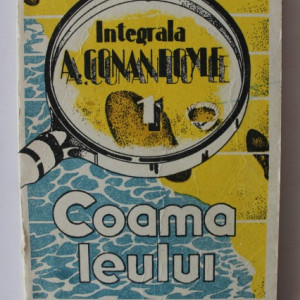 Integrala
A. CONAN DOYLE
1
Coama
leului